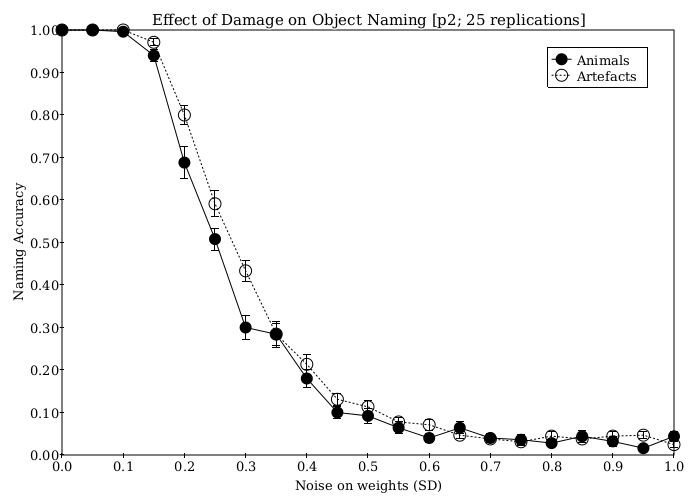 Effect of Damage on Object Naming [p2; 25 replications]
1.00
0.90
0.80
0.70
0.60
0.50
0.40
0.30
0.20
0.10
0.00
Naming Accuracy
Animals
Artefacts
0.0 0.1 0.2 0.3 0.4 0.5 0.6 0.7 0.8 0.9 1.0
Noise on weights (SD)